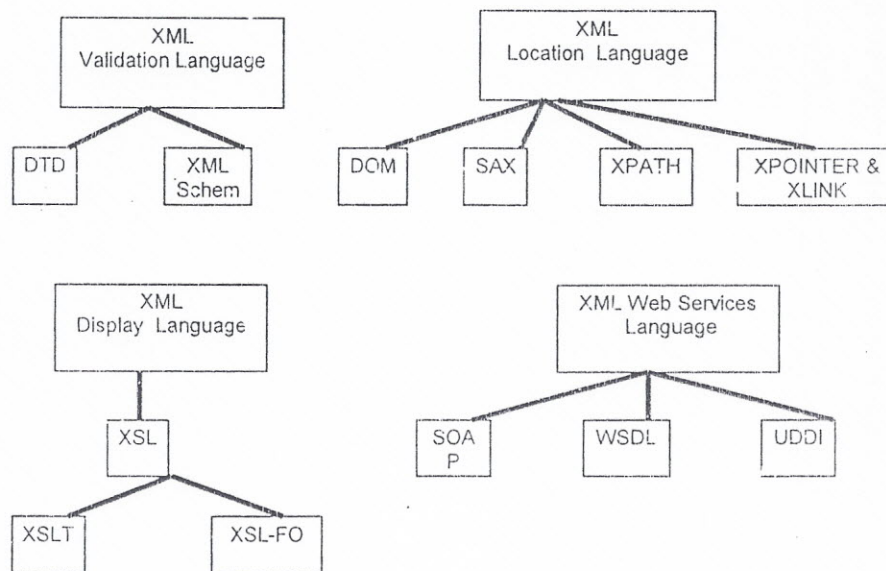 XML
Validation Language
XML
Location Language
DTD
XML
Schem
DOM
SAX
XPATH
XPOINTER &
XLINK
XML
Display Language
XML Web Services
Language
XSL
SOA
P
WSDL
UDDI
XSLT
XSL-FO